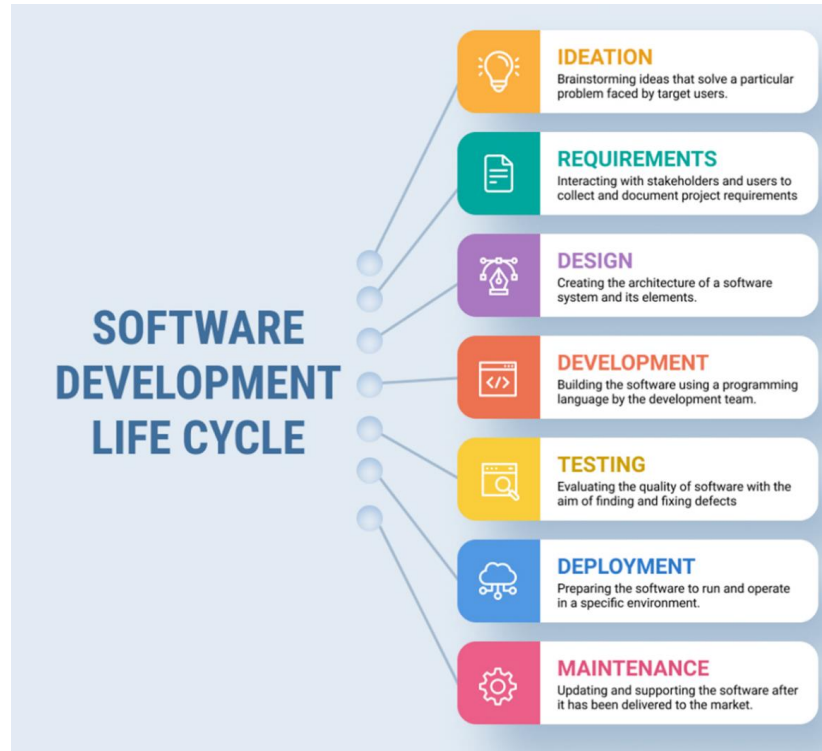 SOFTWARE
DEVELOPMENT
LIFE CYCLE
IDEATION
Brainstorming ideas that solve a particular
problem faced by target users.
REQUIREMENTS
Interacting with stakeholders and users to
collect and document project requirements
DESIGN
Creating the architecture of a software
system and its elements.
DEVELOPMENT
Building the software using a programming
language by the development team.
TESTING
Evaluating the quality of software with the
aim of finding and fixing defects
DEPLOYMENT
Preparing the software to run and operate
in a specific environment.
MAINTENANCE
Updating and supporting the software after
it has been delivered to the market.